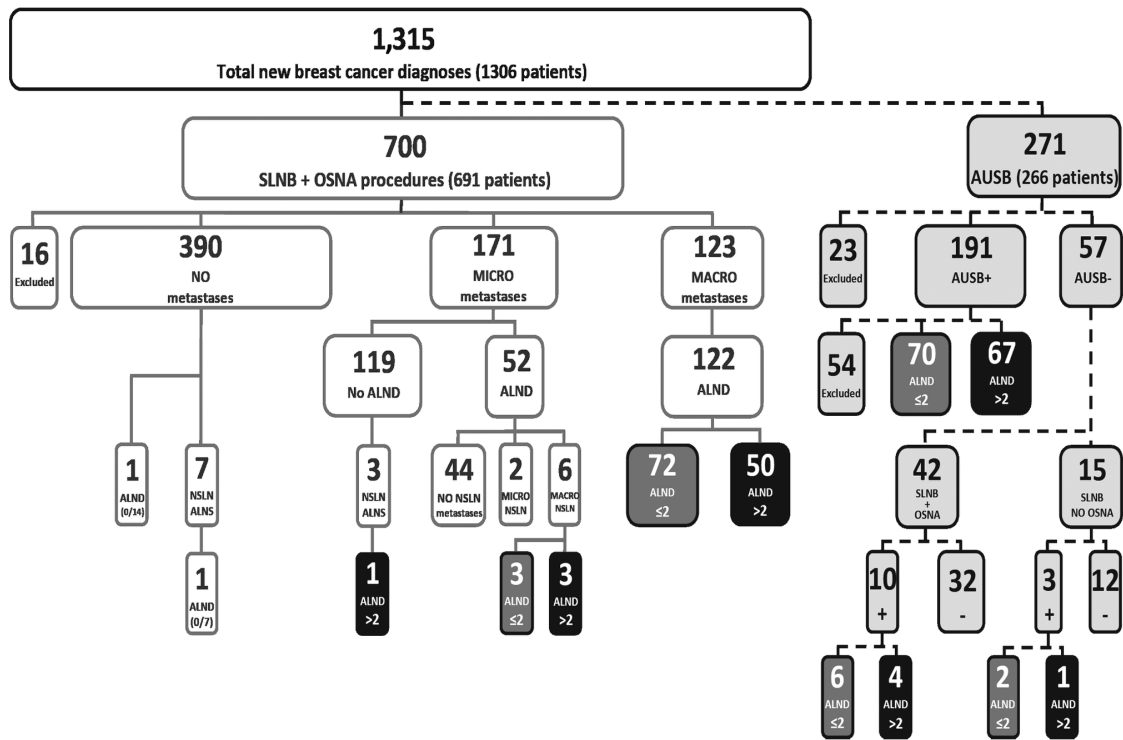 1,315
Total new breast cancer diagnoses (1306 patients)
700
SLNB + OSNA procedures (691 patients)
271
AUSB (266 patients)
16
Excluded
390
NO
metastases
171
MICRO
metastases
123
MACRO
metastases
23
Excluded
191
AUSB+
57
AUSB-
119
No ALND
52
ALND
122
ALND
54
Excluded
70
ALND
≤2
67
ALND
>2
1
ALND
(0/14)
7
NSLN
ALNS
3
NSLN
ALNS
44
NO NSLN
metastases
2
MICRO
NSLN
6
MACRO
NSLN
72
ALND
≤2
50
ALND
>2
42
SLNB
+
OSNA
15
SLNB
NO OSNA
1
ALND
(0/7)
1
ALND
>2
3
ALND
≤2
3
ALND
>2
10
+
32
-
3
+
12
-
6
ALND
≤2
4
ALND
>2
2
ALND
≤2
1
ALND
>2